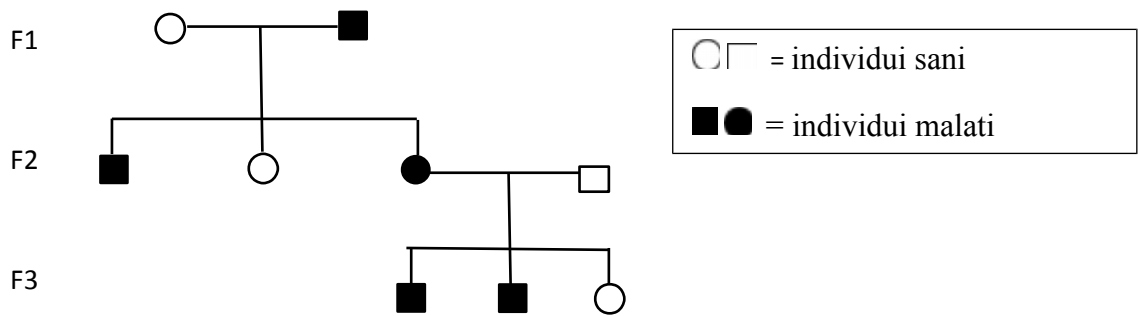 F1
= individui sani
= individui malati
F2
F3